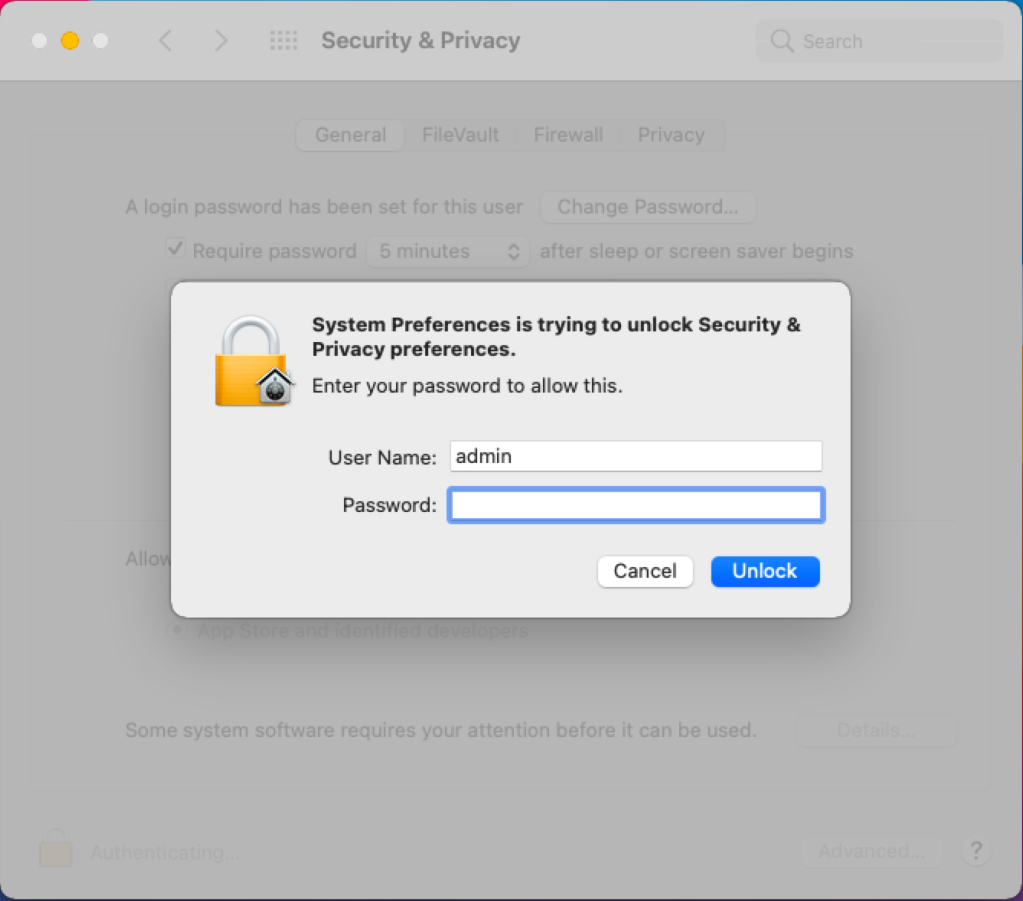 Security & Privacy
Search
General FileVault Firewall Privacy
A login password has been set for this user Change Password...
Require password 5 minutes after sleep or screen saver begins
System Preferences is trying to unlock Security &
Privacy preferences.
Enter your password to allow this.
User Name: admin
Password:
Cancel Unlock
Allow
App Store and identified developers
Some system software requires your attention before it can be used. Details...
Authenticating... Advanced... ?